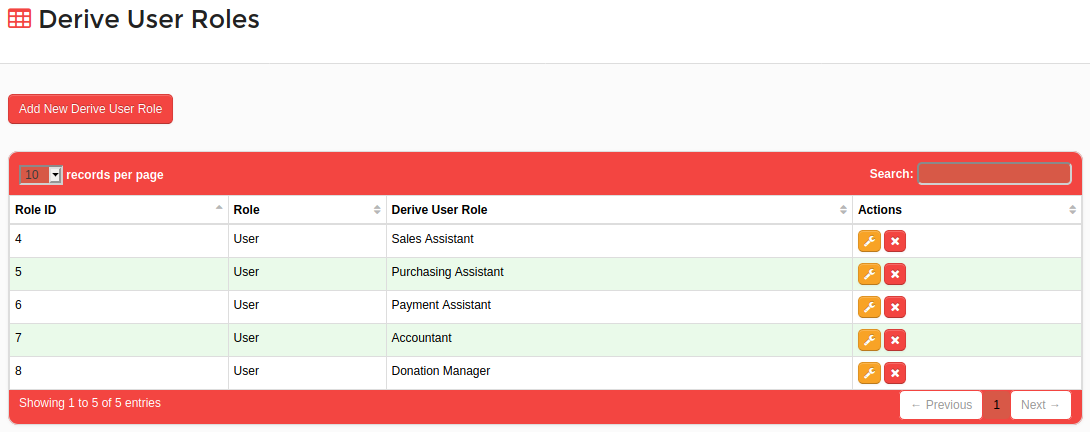 Derive User Roles
Add New Derive User Role
10 records per page Search:
Role ID Role Derive User Role Actions
4 User Sales Assistant
5 User Purchasing Assistant
6 User Payment Assistant
7 User Accountant
8 User Donation Manager
Showing 1 to 5 of 5 entries ← Previous 1 Next →